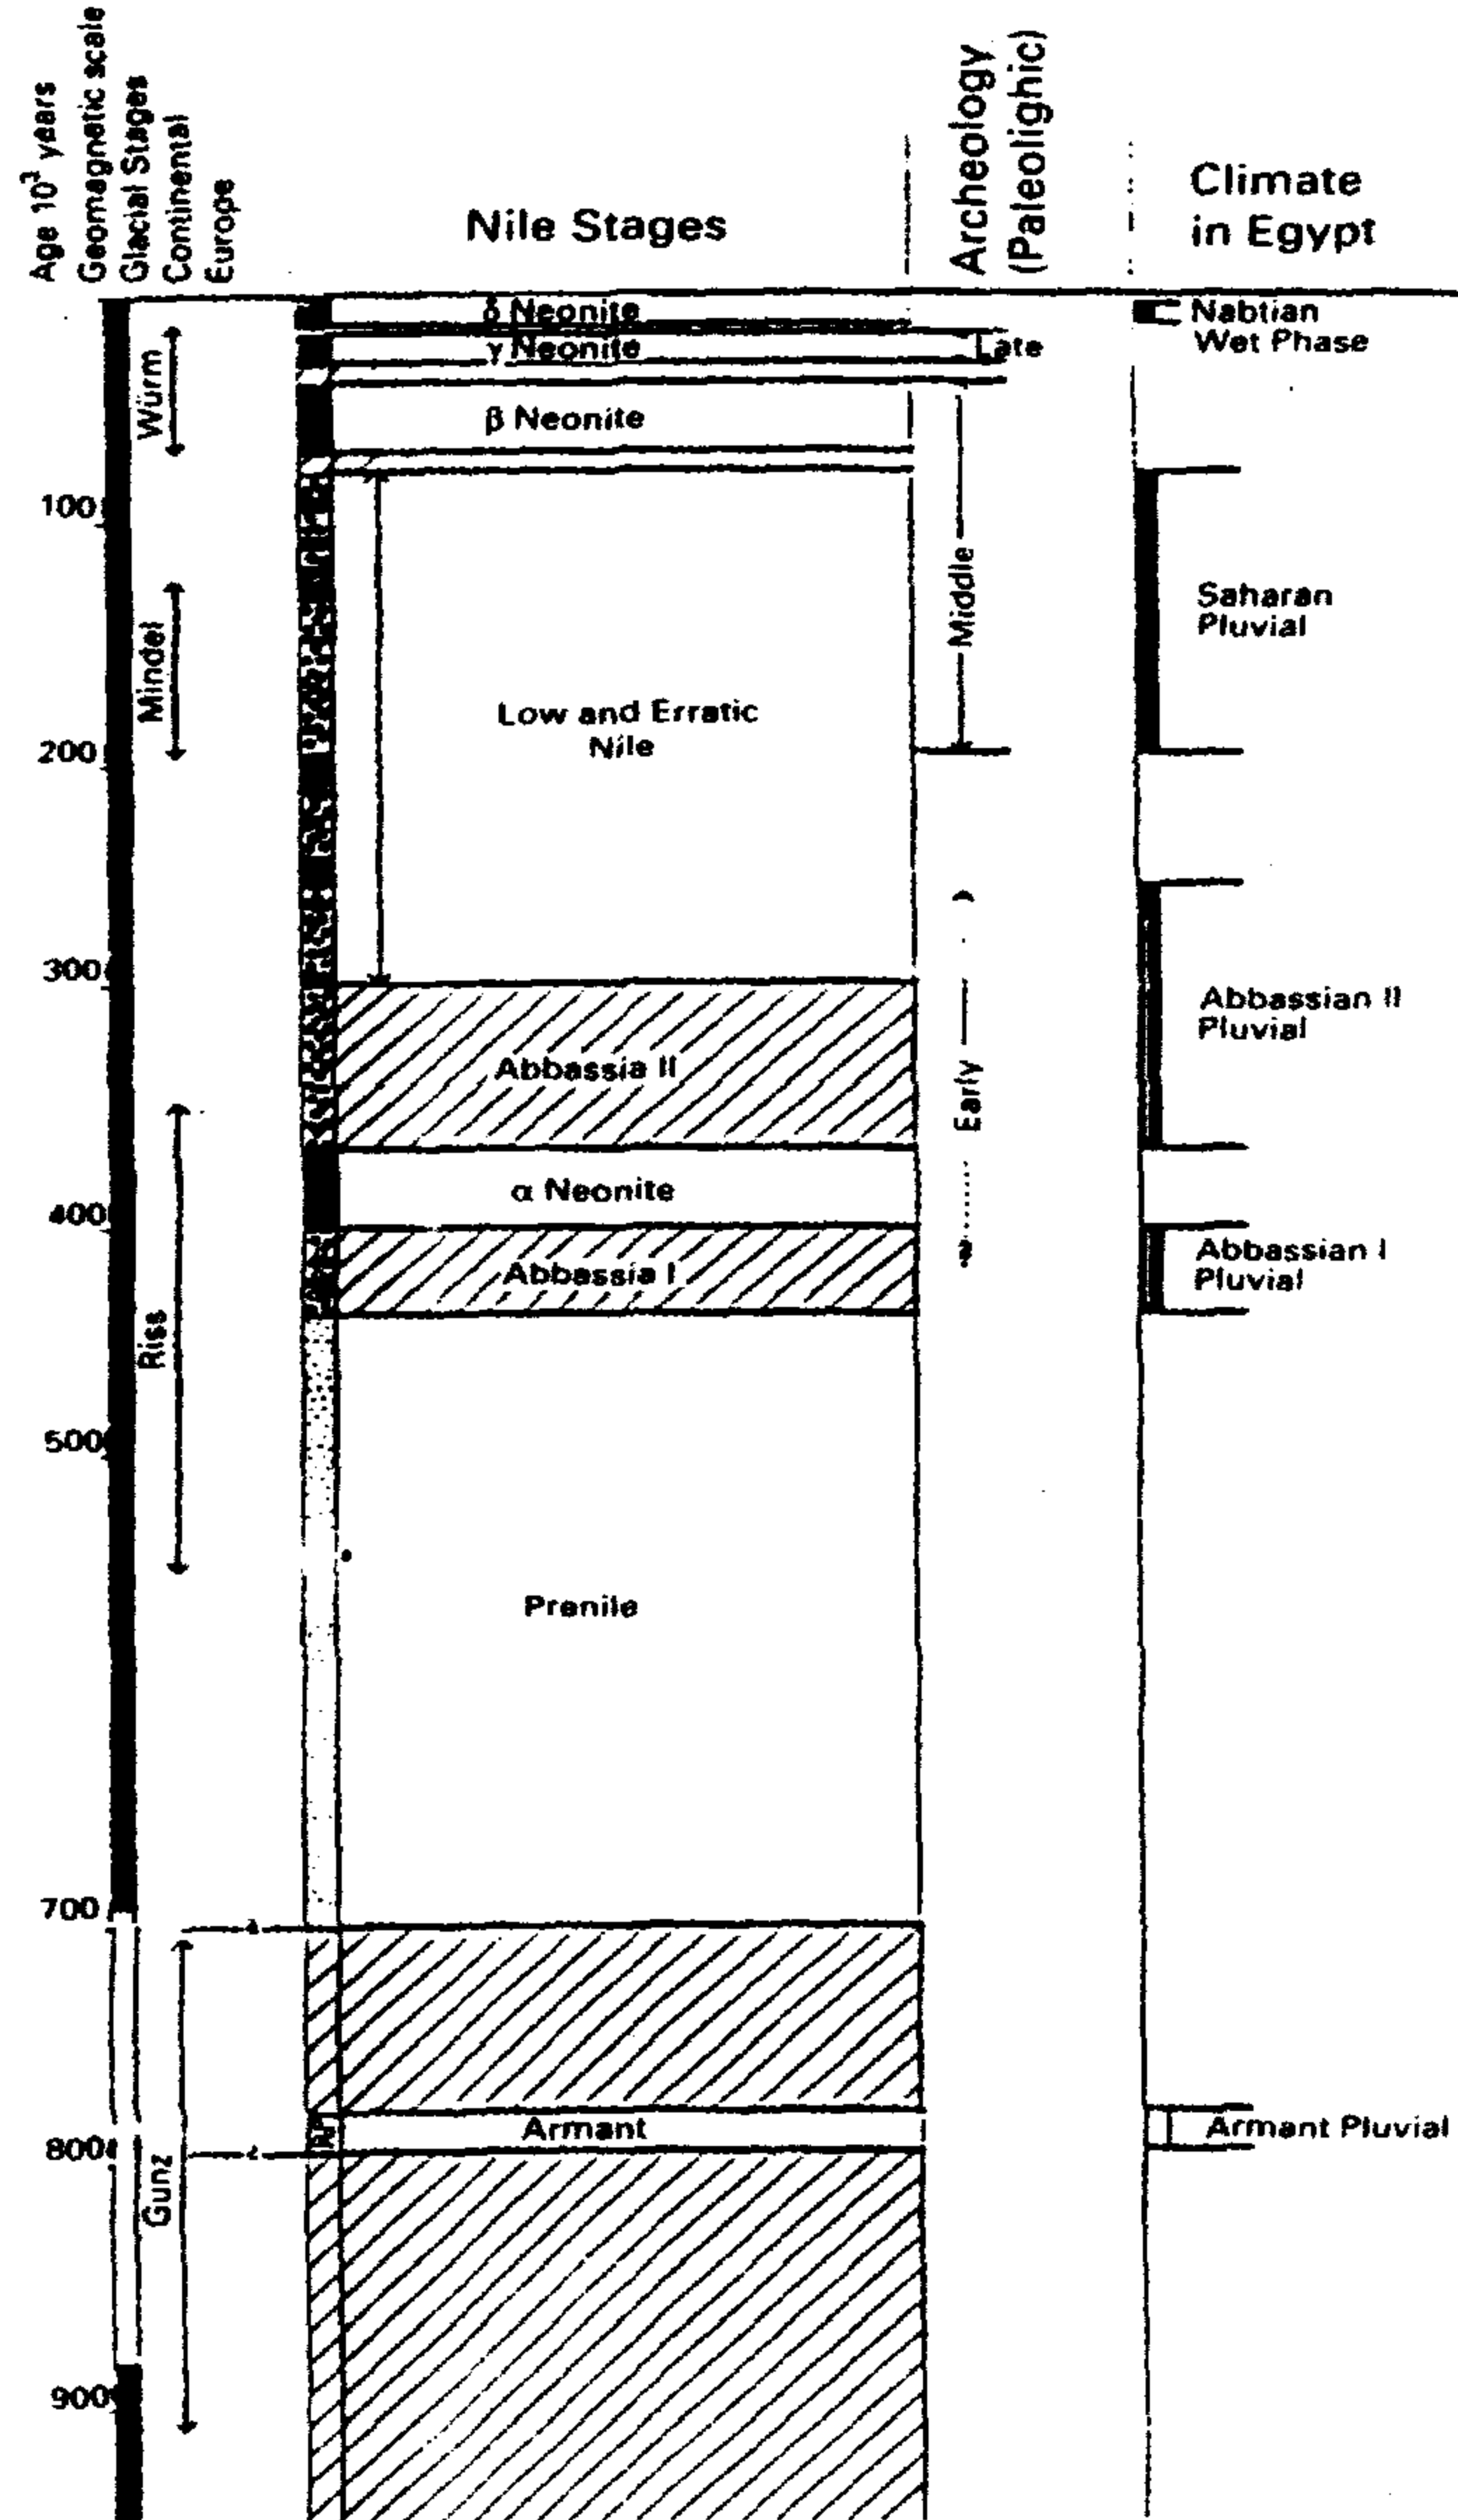 Age 10³ years
Geomagnetic scale
Glacial Stages
Continental
Europe
Nile Stages
Archeology
(Paleolighic)
Climate
in Egypt
δ Neonite
Nabtian
Wet Phase
γ Neonite
Late
Würm
β Neonite
100
Saharan
Pluvial
Middle
Mindel
Low and Erratic
Nile
200
300
Abbassian II
Pluvial
Abbassia II
Early
α Neonite
400
Abbassian I
Pluvial
Abbassia I
Riss
500
Prenile
700
Armant
Armant Pluvial
800
Gunz
900